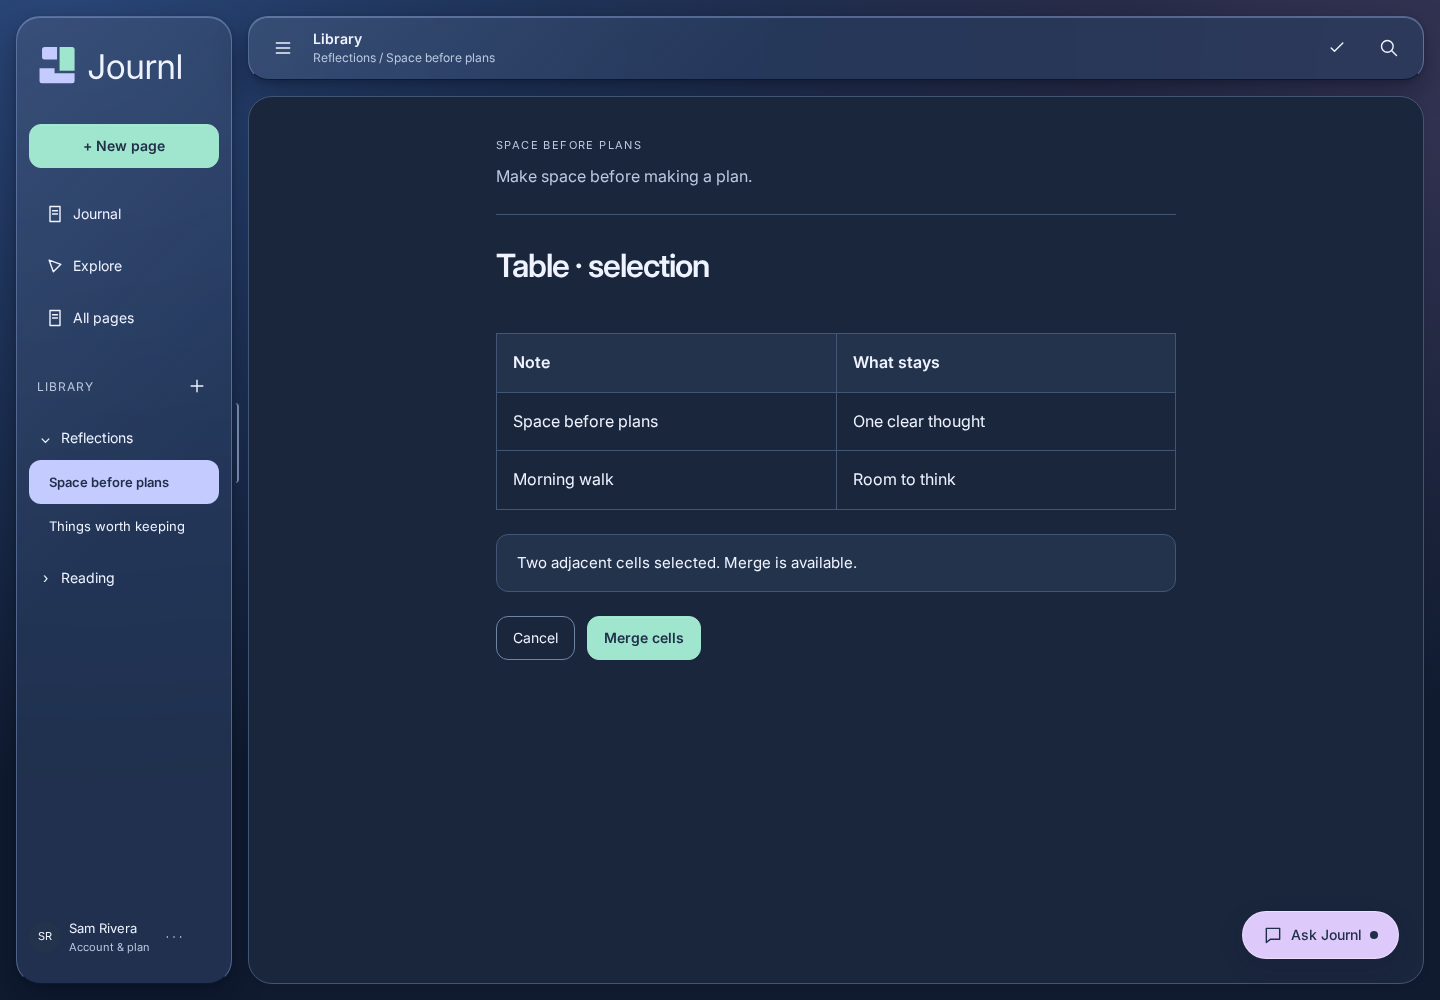 Journl
+ New page
Journal
Explore
All pages
LIBRARY
Reflections
Space before plans
Things worth keeping
Reading
SR
Sam Rivera
Account & plan
...
Library
Reflections / Space before plans
SPACE BEFORE PLANS
Make space before making a plan.
Table · selection
Note What stays
Space before plans One clear thought
Morning walk Room to think
Two adjacent cells selected. Merge is available.
Cancel Merge cells
Ask Journl